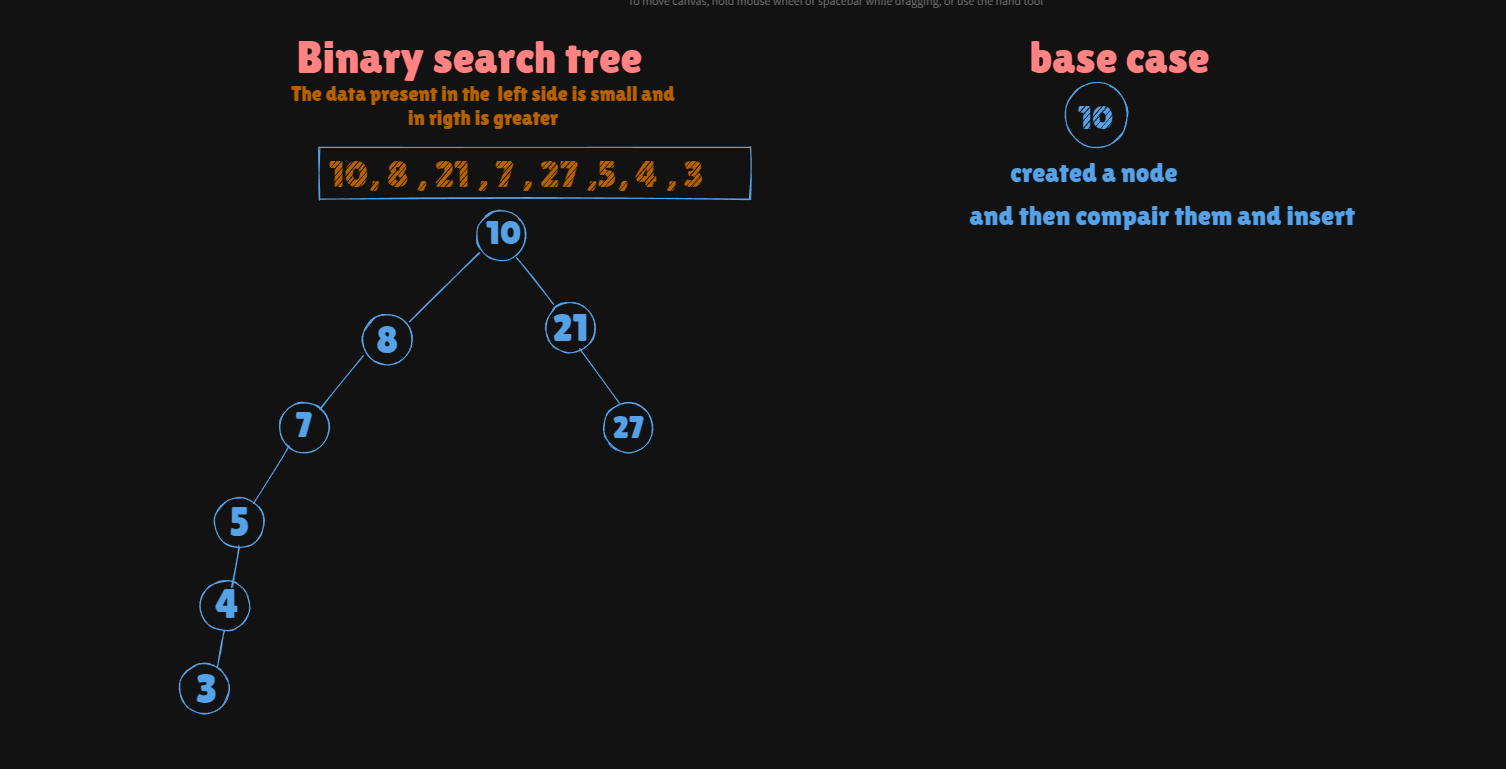 To move canvas, hold mouse wheel or spacebar while dragging, or use the hand tool
Binary search tree
The data present in the left side is small and
in rigth is greater
10, 8 , 21 , 7 , 27 ,5, 4 , 3
10
8
21
7
27
5
4
3
base case
10
created a node
and then compair them and insert